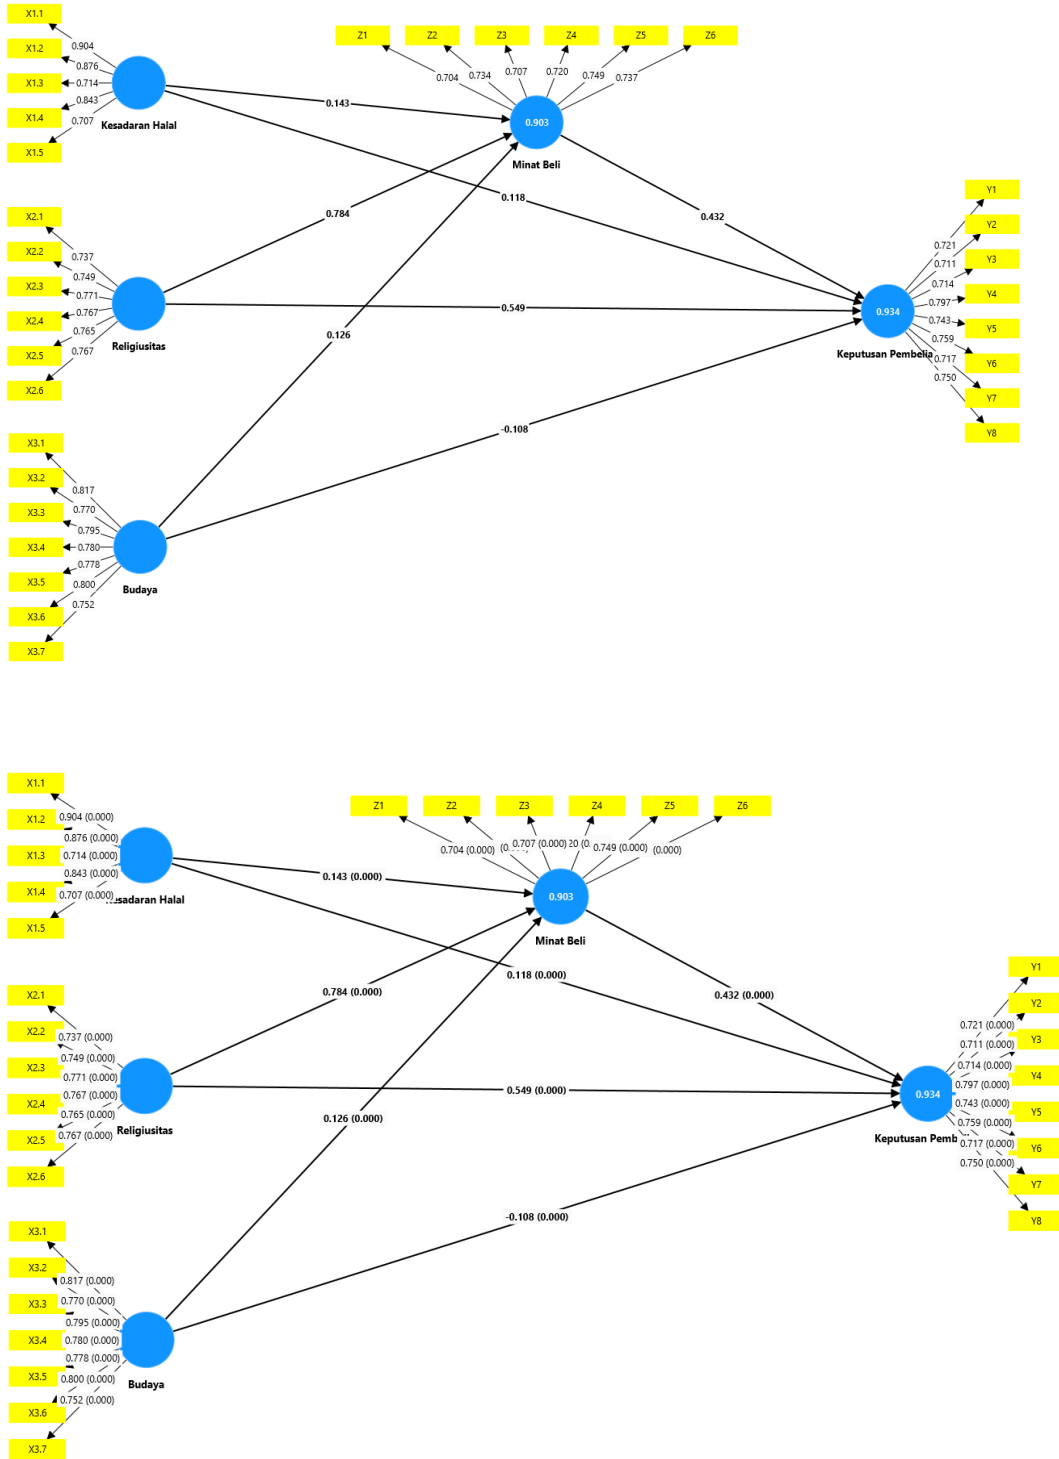 X1.1
X1.2
X1.3
X1.4
X1.5
0.904
0.876
0.714
0.843
0.707
Kesadaran Halal
Z1
Z2
Z3
Z4
Z5
Z6
0.704
0.734
0.707
0.720
0.749
0.737
0.903
Minat Beli
0.143
0.118
0.784
0.432
0.549
0.126
-0.108
X2.1
X2.2
X2.3
X2.4
X2.5
X2.6
0.737
0.749
0.771
0.767
0.765
0.767
Religiusitas
Y1
Y2
Y3
Y4
Y5
Y6
Y7
Y8
0.721
0.711
0.714
0.797
0.743
0.759
0.717
0.750
0.934
Keputusan Pembelia
X3.1
X3.2
X3.3
X3.4
X3.5
X3.6
X3.7
0.817
0.770
0.795
0.780
0.778
0.800
0.752
Budaya
X1.1
X1.2
X1.3
X1.4
X1.5
0.904 (0.000)
0.876 (0.000)
0.714 (0.000)
0.843 (0.000)
0.707 (0.000)
Halal
Z1
Z2
Z3
Z4
Z5
Z6
0.704 (0.000)
0.707 (0.000)
0.749 (0.000)
(0.000)
0.903
Minat Beli
0.143 (0.000)
0.118 (0.000)
0.784 (0.000)
0.432 (0.000)
0.549 (0.000)
0.126 (0.000)
-0.108 (0.000)
X2.1
X2.2
X2.3
X2.4
X2.5
X2.6
0.737 (0.000)
0.749 (0.000)
0.771 (0.000)
0.767 (0.000)
0.765 (0.000)
0.767 (0.000)
Religiusitas
Y1
Y2
Y3
Y4
Y5
Y6
Y7
Y8
0.721 (0.000)
0.711 (0.000)
0.714 (0.000)
0.797 (0.000)
0.743 (0.000)
0.759 (0.000)
0.717 (0.000)
0.750 (0.000)
0.934
Keputusan Pemb
X3.1
X3.2
X3.3
X3.4
X3.5
X3.6
X3.7
0.817 (0.000)
0.770 (0.000)
0.795 (0.000)
0.780 (0.000)
0.778 (0.000)
0.800 (0.000)
0.752 (0.000)
Budaya